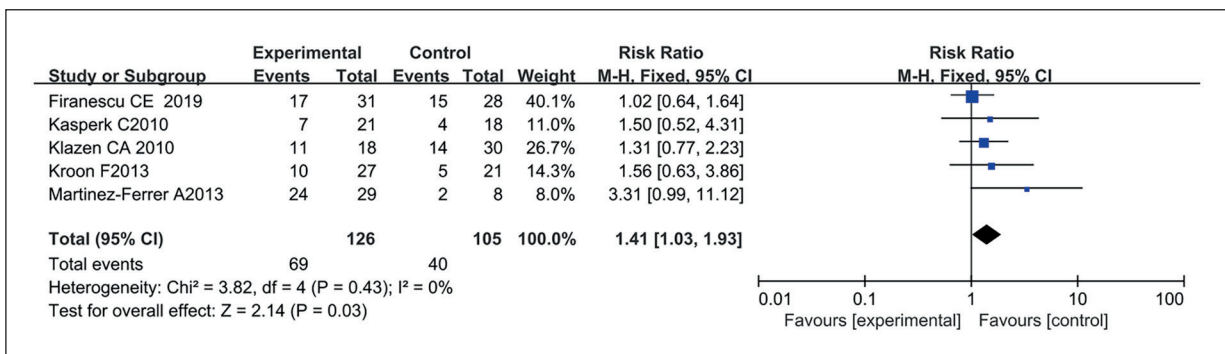 Experimental Control Risk Ratio Risk Ratio
Study or Subgroup Events Total Events Total Weight M-H, Fixed, 95% CI M-H, Fixed, 95% CI
Firanescu CE 2019 17 31 15 28 40.1% 1.02 [0.64, 1.64]
Kasperk C2010 7 21 4 18 11.0% 1.50 [0.52, 4.31]
Klazen CA 2010 11 18 14 30 26.7% 1.31 [0.77, 2.23]
Kroon F2013 10 27 5 21 14.3% 1.56 [0.63, 3.86]
Martinez-Ferrer A2013 24 29 2 8 8.0% 3.31 [0.99, 11.12]
Total (95% CI) 126 105 100.0% 1.41 [1.03, 1.93]
Total events 69 40
Heterogeneity: Chi² = 3.82, df = 4 (P = 0.43); I² = 0%
Test for overall effect: Z = 2.14 (P = 0.03)
0.01 0.1 1 10 100
Favours [experimental] Favours [control]